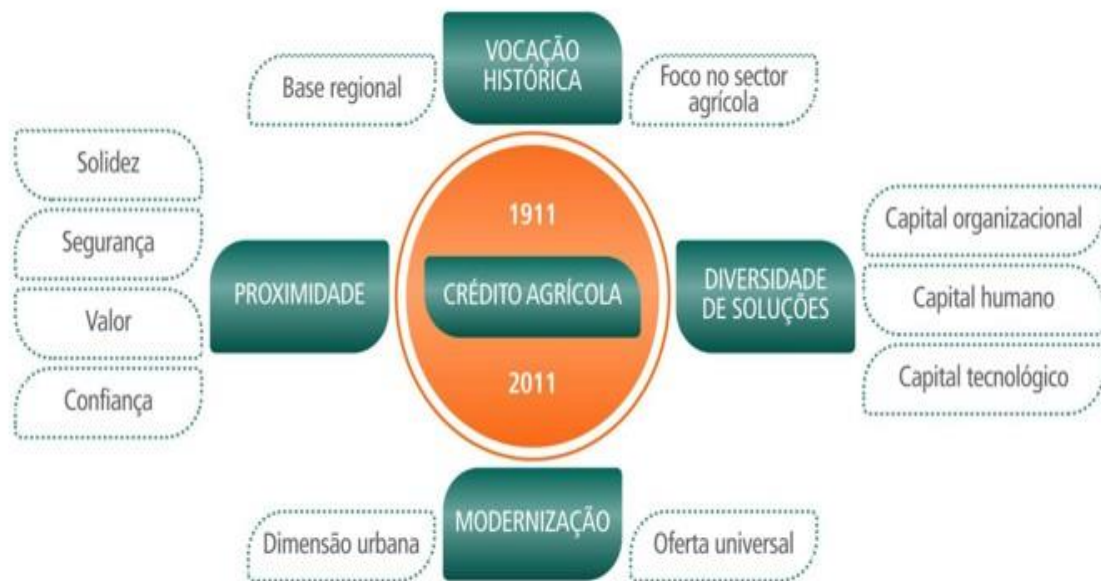 VOCAÇÃO
HISTÓRICA
Base regional
Foco no sector
agrícola
Solidez
Segurança
Valor
Confiança
PROXIMIDADE
1911
CRÉDITO AGRÍCOLA
2011
DIVERSIDADE
DE SOLUÇÕES
Capital organizacional
Capital humano
Capital tecnológico
MODERNIZAÇÃO
Dimensão urbana
Oferta universal